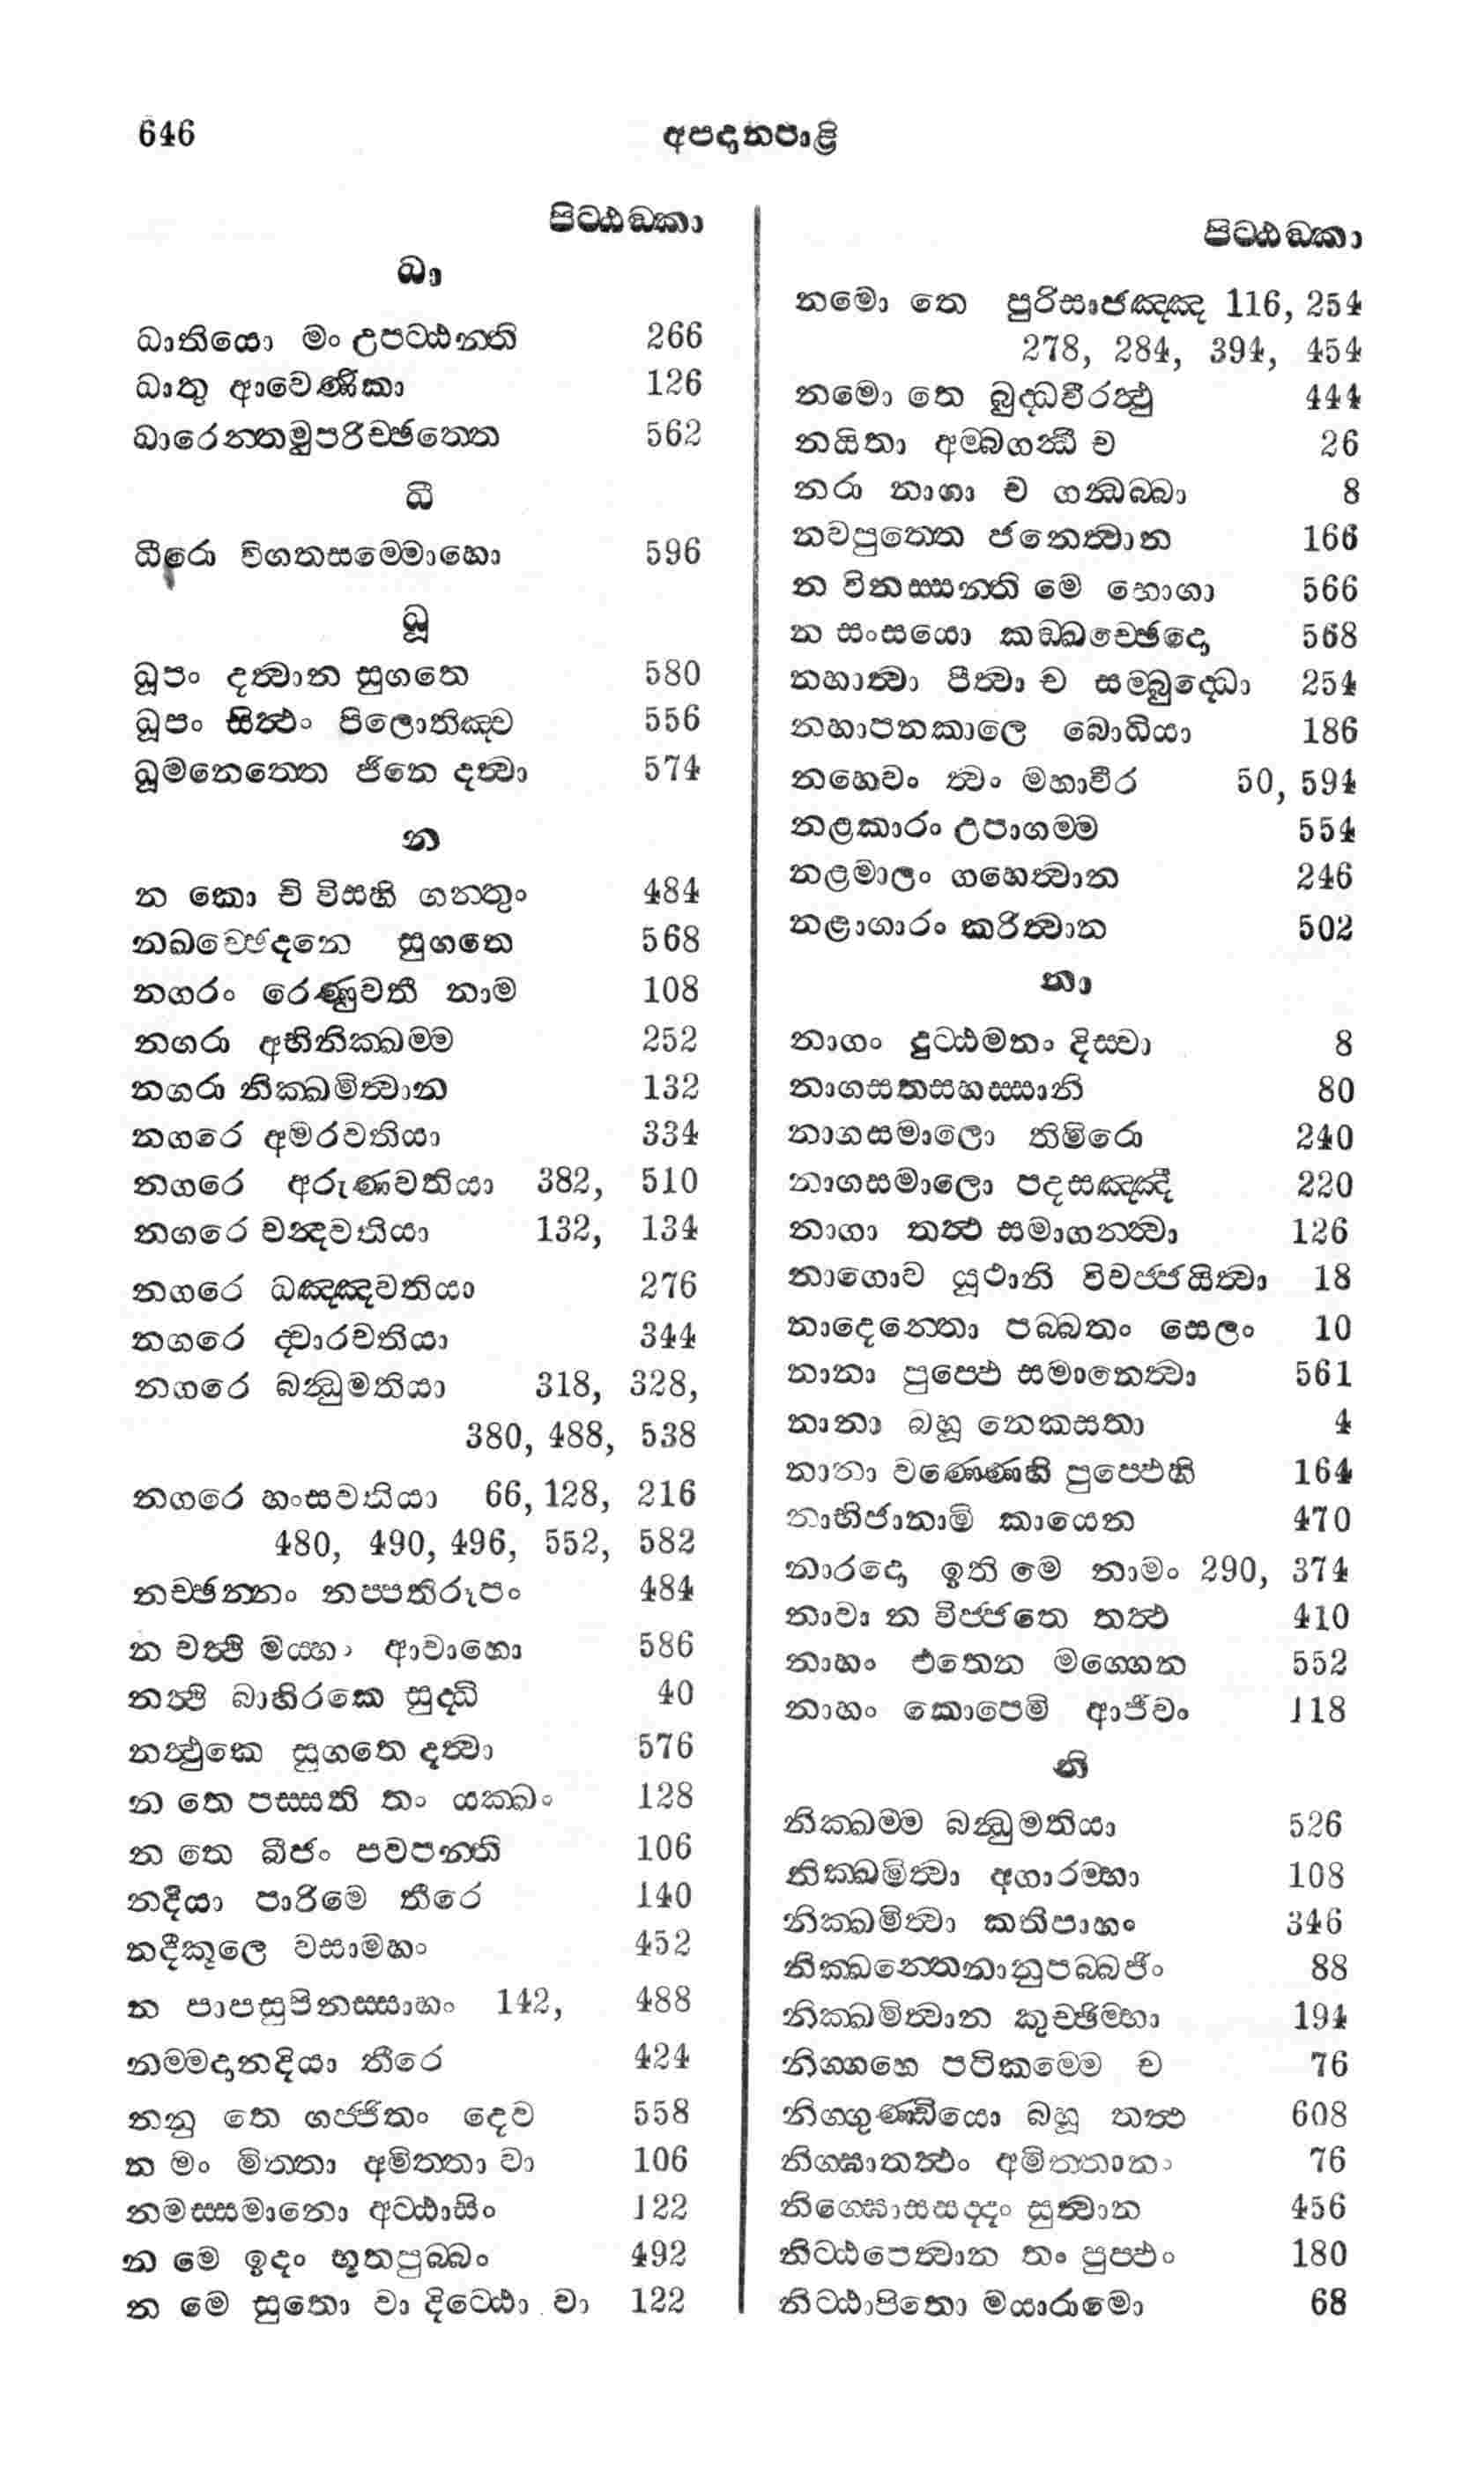 646
අපදානපාළි
පිට‍්ඨඞ‍්කා
ධා
ධාතියො මං උපට‍්ඨන‍්ති 266
ධාතු ආවෙණිකා 126
ධාරෙන‍්තමුපරිච‍්ඡත‍්තෙ 562
ධී
ධීරො විගතසම‍්මොහො 596
ධූ
ධූපං දත්‍වාන සුගතෙ 580
ධූපං සිත්‍ථං පිලොතිඤ‍්ච 556
ධූමනෙත‍්තෙ ජිනෙ දත්‍වා 574
න
න කො චි විසහි ගන‍්තුං 484
නඛච‍්ඡෙදනෙ සුගතෙ 568
නගරං රෙණුවතී නාම 108
නගරා අභිනික‍්ඛම‍්ම 252
නගරා නික‍්ඛමිත්‍වාන 132
නගරෙ අමරවතියා 334
නගරෙ අරුණවතියා 382, 510
නගරෙ චන්‍දවතියා 132, 134
නගරෙ ධඤ‍්ඤවතියා 276
නගරෙ ද්‍වාරවතියා 344
නගරෙ බන්‍ධුමතියා 318, 328,
380, 488, 538
නගරෙ හංසවතියා 66, 128, 216
480, 490, 496, 552, 582
නච‍්ඡන‍්නං නප‍්පතිරූපං 484
න චත්‍ථි මය‍්හං ආවාහො 586
නත්‍ථි බාහිරකෙ සුද්‍ධි 40
නත්‍ථුකෙ සුගතෙ දත්‍වා 576
න තෙ පස‍්සති තං යක‍්ඛං 128
න තෙ බීජං පවපන‍්ති 106
නදියා පාරිමෙ තීරෙ 140
නදීකූලෙ වසාමහං 452
න පාපසුපිනස‍්සාහං 142, 488
නම‍්මදානදියා තීරෙ 424
නනු තෙ ගජ‍්ජිතං දෙව 558
න මං මිත‍්තා අමිත‍්තා වා 106
නමස‍්සමානො අට‍්ඨාසිං 122
න මෙ ඉදං භූතපුබ‍්බං 492
න මෙ සුතො වා දිට‍්ඨො වා 122
පිට‍්ඨඞ‍්කා
නමො තෙ පුරිසාජඤ‍්ඤ 116, 254
278, 284, 394, 454
නමො තෙ බුද්‍ධවීරත්‍ථු 444
නයිතා අම‍්බගන්‍ධී ච 26
නරා නාගා ච ගන්‍ධබ‍්බා 8
නවපුත‍්තෙ ජනෙත්‍වාන 166
න විනස‍්සන‍්ති මෙ භොගා 566
න සංසයො කඞ‍්ඛච‍්ඡෙදො 568
නහාත්‍වා පීත්‍වා ච සම‍්බුද්‍ධො 254
නහාපනකාලෙ බොධියා 186
නහෙවං ත්‍වං මහාවීර 50, 594
නළකාරං උපාගම‍්ම 554
නළමාලං ගහෙත්‍වාන 246
නළාගාරං කරිත්‍වාන 502
නා
නාගං දුට‍්ඨමනං දිස‍්වා 8
නාගසතසහස‍්සානි 80
නාගසමාලො තිමිරො 240
නාගසමාලො පදසඤ‍්ඤී 220
නාගා තත්‍ථ සමාගන‍්ත්‍වා 126
නාගොව යූථානි විවජ‍්ජයිත්‍වා 18
නාදෙන‍්තො පබ‍්බතං සෙලං 10
නානා පුප‍්ඵෙ සමානෙත්‍වා 561
නානා බහූ නෙකසතා 4
නානා වණ‍්ණෙහි පුප‍්ඵෙහි 164
නාභිජානාමි කායෙන 470
නාරදො ඉති මෙ නාමං 290, 374
නාවා න විජ‍්ජතෙ තත්‍ථ 410
නාහං එතෙන මග‍්ගෙන 552
නාහං කොපෙමි ආජීවං 118
නි
නික‍්ඛම‍්ම බන්‍ධුමතියා 526
නික‍්ඛමිත්‍වා අගාරම‍්භා 108
නික‍්ඛමිත්‍වා කතිපාහං 346
නික‍්ඛන‍්තෙනානුපබ‍්බජිං 88
නික‍්ඛමිත්‍වාන කුච‍්ඡිම‍්භා 194
නිග‍්ගහෙ පටිකම‍්මෙ ච 76
නිග‍්ගුණ‍්ඩියො බහූ තත්‍ථ 608
නිග‍්ඝාතත්‍ථං අමිත‍්තානං 76
නිග‍්ඝොසසද‍්දං සුත්‍වාන 456
නිට‍්ඨපෙත්‍වාන තං පුප‍්ඵං 180
නිට‍්ඨාපිතො මයාරාමො 68